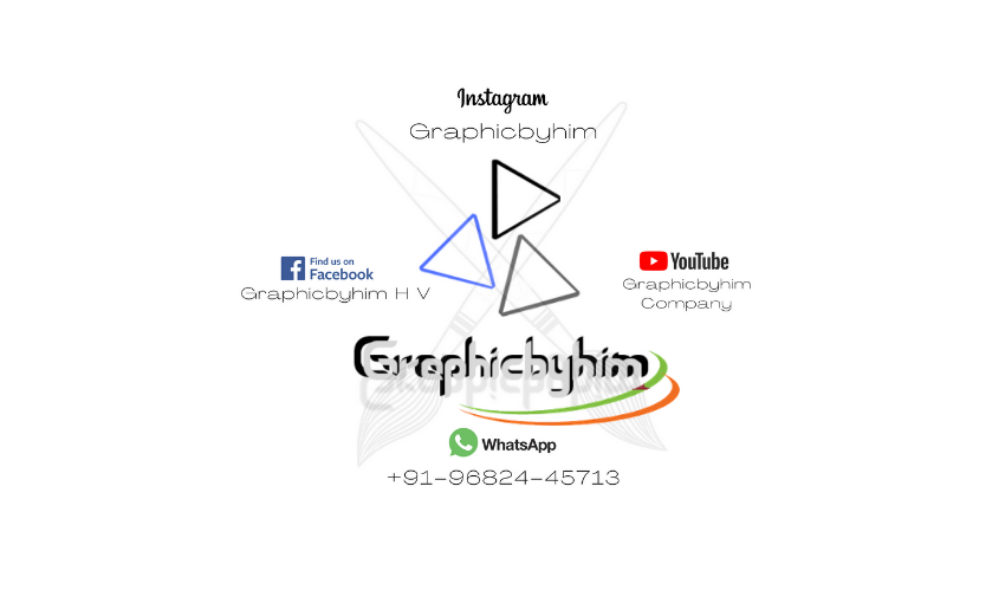 Instagram
Graphicbyhim
Find us on
Facebook
Graphicbyhim H V
YouTube
Graphicbyhim
Company
Graphicbyhim
WhatsApp
+91-96824-45713